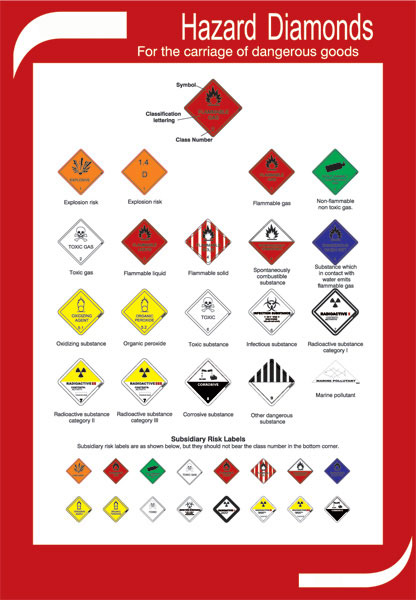 Hazard Diamonds
For the carriage of dangerous goods
Symbol
Classification
lettering
Class Number
1.4
D
Explosion risk
Explosion risk
Flammable gas
Non-flammable
non toxic gas.
TOXIC GAS
2
Toxic gas
Flammable liquid
Flammable solid
Spontaneously
combustible
substance
Substance which
in contact with
water emits
flammable gas
OXIDIZING
AGENT
5.1
ORGANIC
PEROXIDE
5.2
TOXIC
6
INFECTIOUS SUBSTANCE
6
RADIOACTIVE I
Oxidizing substance
Organic peroxide
Toxic substance
Infectious substance
Radioactive substance
category I
RADIOACTIVE
RADIOACTIVE
CORROSIVE
8
9
MARINE POLLUTANT
Radioactive substance
category II
Radioactive substance
category III
Corrosive substance
Other dangerous
substance
Marine pollutant
Subsidiary Risk Labels
Subsidiary risk labels are as shown below, but they should not bear the class number in the bottom corner.